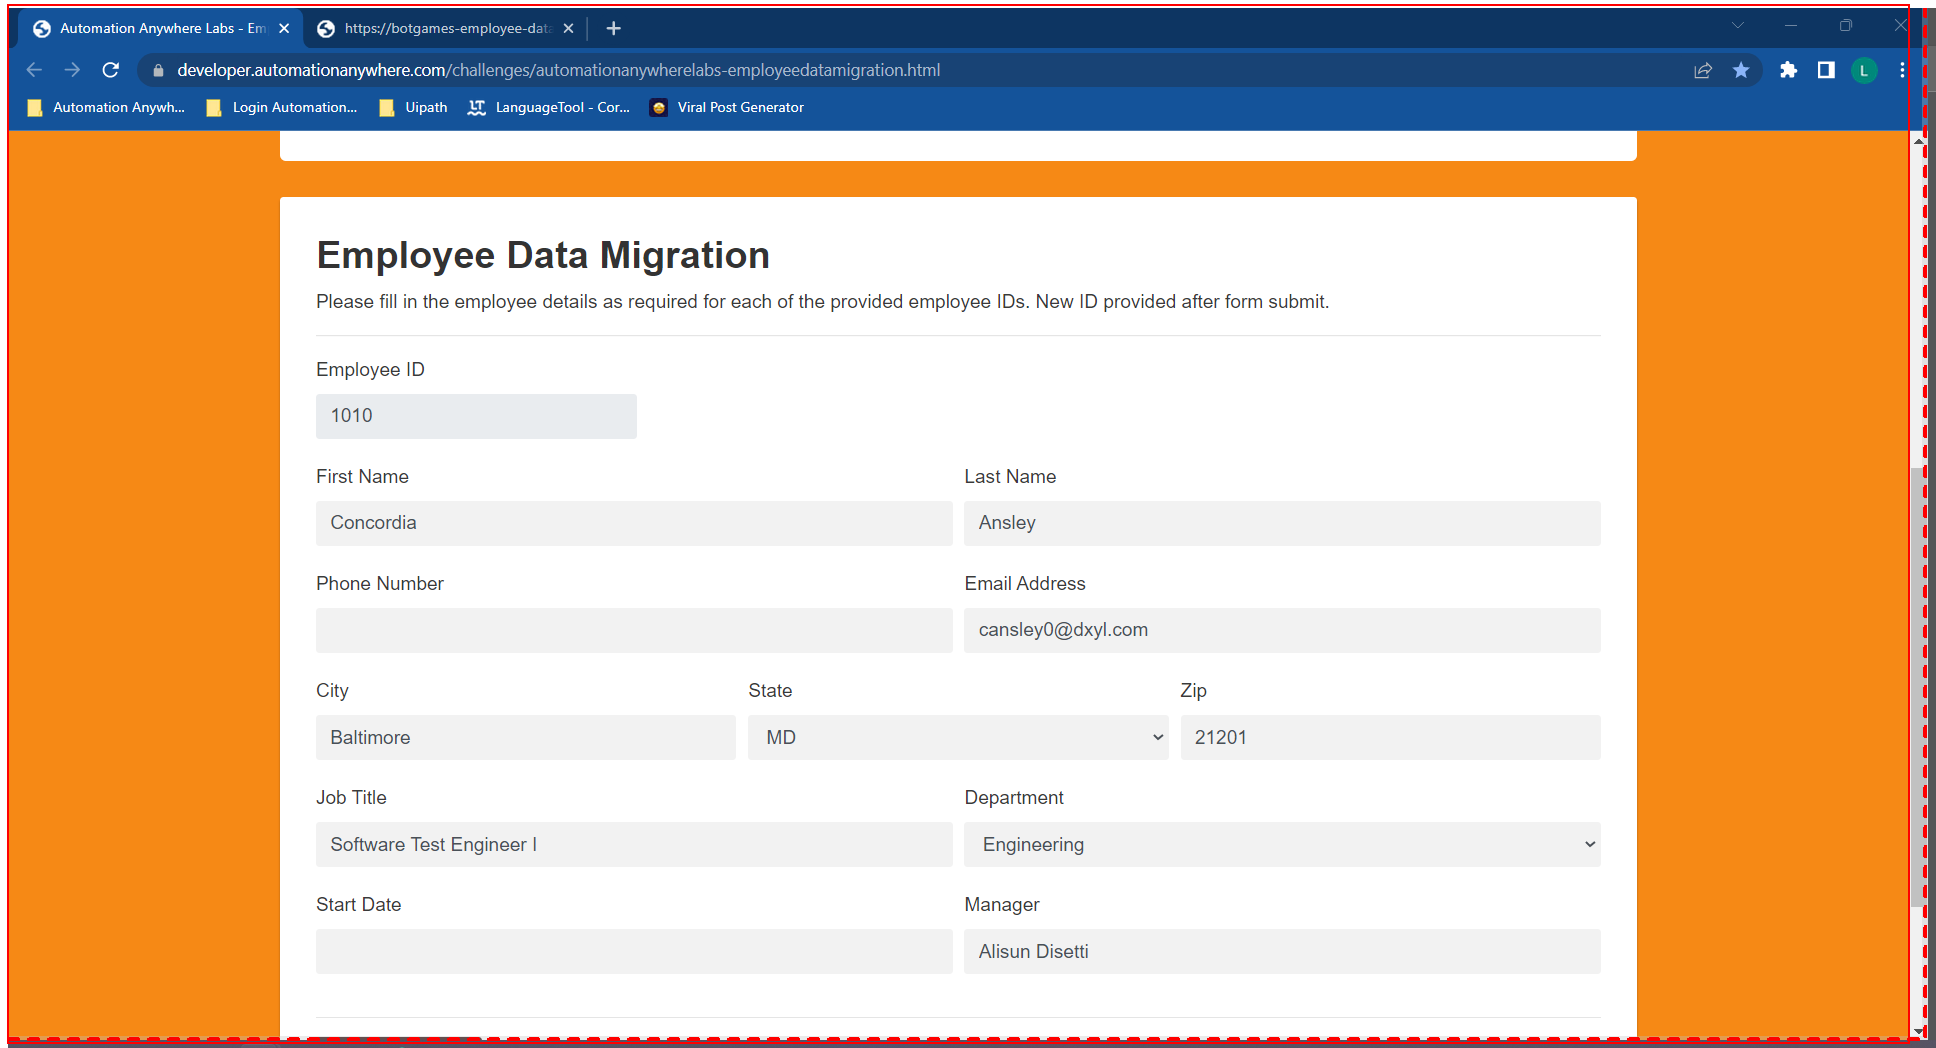 Automation Anywhere Labs - Em
https://botgames-employee-data
developer.automationanywhere.com/challenges/automationanywherelabs-employeedatamigration.html
L
Automation Anywh...
Login Automation...
Uipath
LT
LanguageTool - Cor...
Viral Post Generator
Employee Data Migration
Please fill in the employee details as required for each of the provided employee IDs. New ID provided after form submit.
Employee ID
1010
First Name
Last Name
Concordia
Ansley
Phone Number
Email Address
cansley0@dxyl.com
City
State
Zip
Baltimore
MD
21201
Job Title
Department
Software Test Engineer I
Engineering
Start Date
Manager
Alisun Disetti